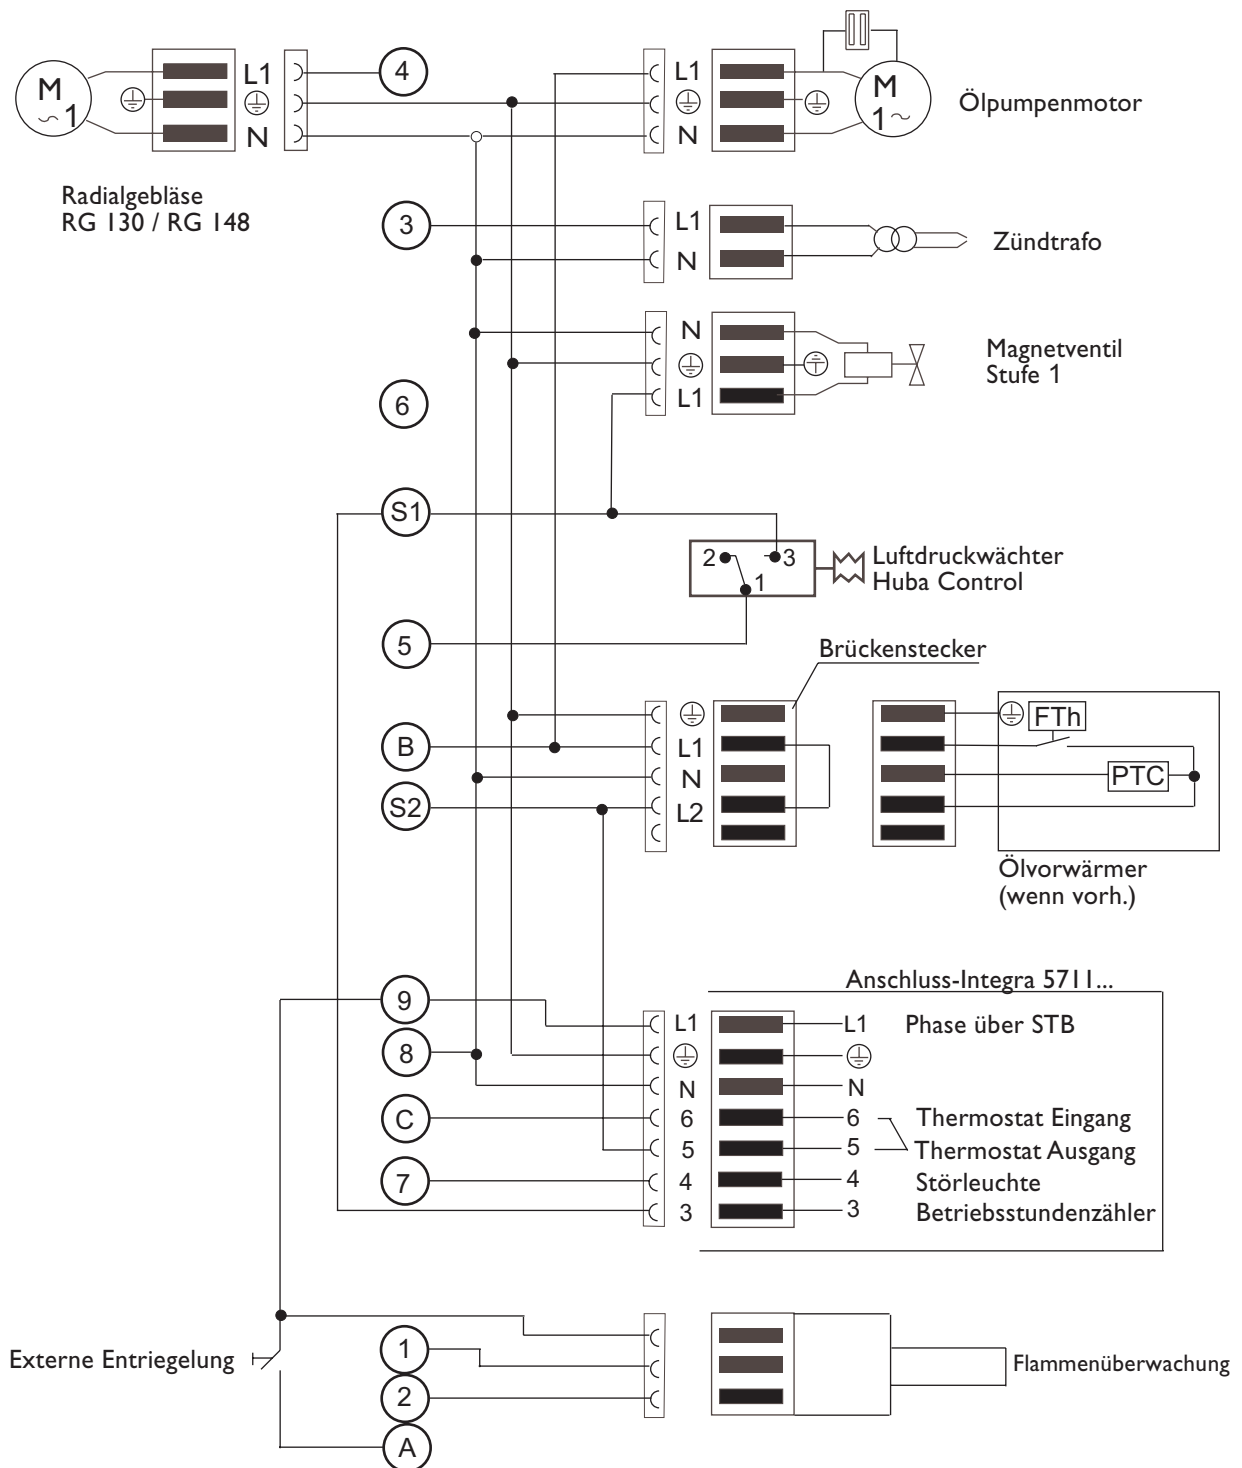 M
1
L1
N
4
L1
N
M
1
Ölpumpenmotor
Radialgebläse
RG 130 / RG 148
3
L1
N
Zündtrafo
N
L1
Magnetventil
Stufe 1
6
S1
2
3
1
Luftdruckwächter
Huba Control
5
Brückenstecker
B
L1
N
S2
L2
FTh
PTC
Ölvorwärmer
(wenn vorh.)
Anschluss-Integra 5711...
9
L1
L1
Phase über STB
8
N
N
C
6
6
Thermostat Eingang
5
5
Thermostat Ausgang
7
4
4
Störleuchte
3
3
Betriebsstundenzähler
Externe Entriegelung
1
2
A
Flammenüberwachung